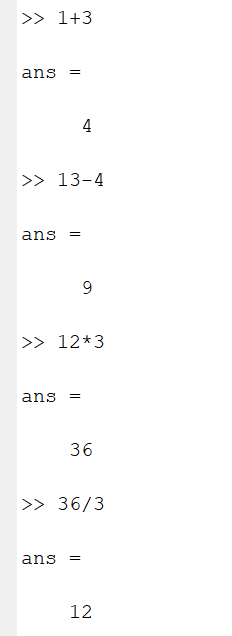 >> 1+3
ans =
4
>> 13-4
ans =
9
>> 12*3
ans =
36
>> 36/3
ans =
12